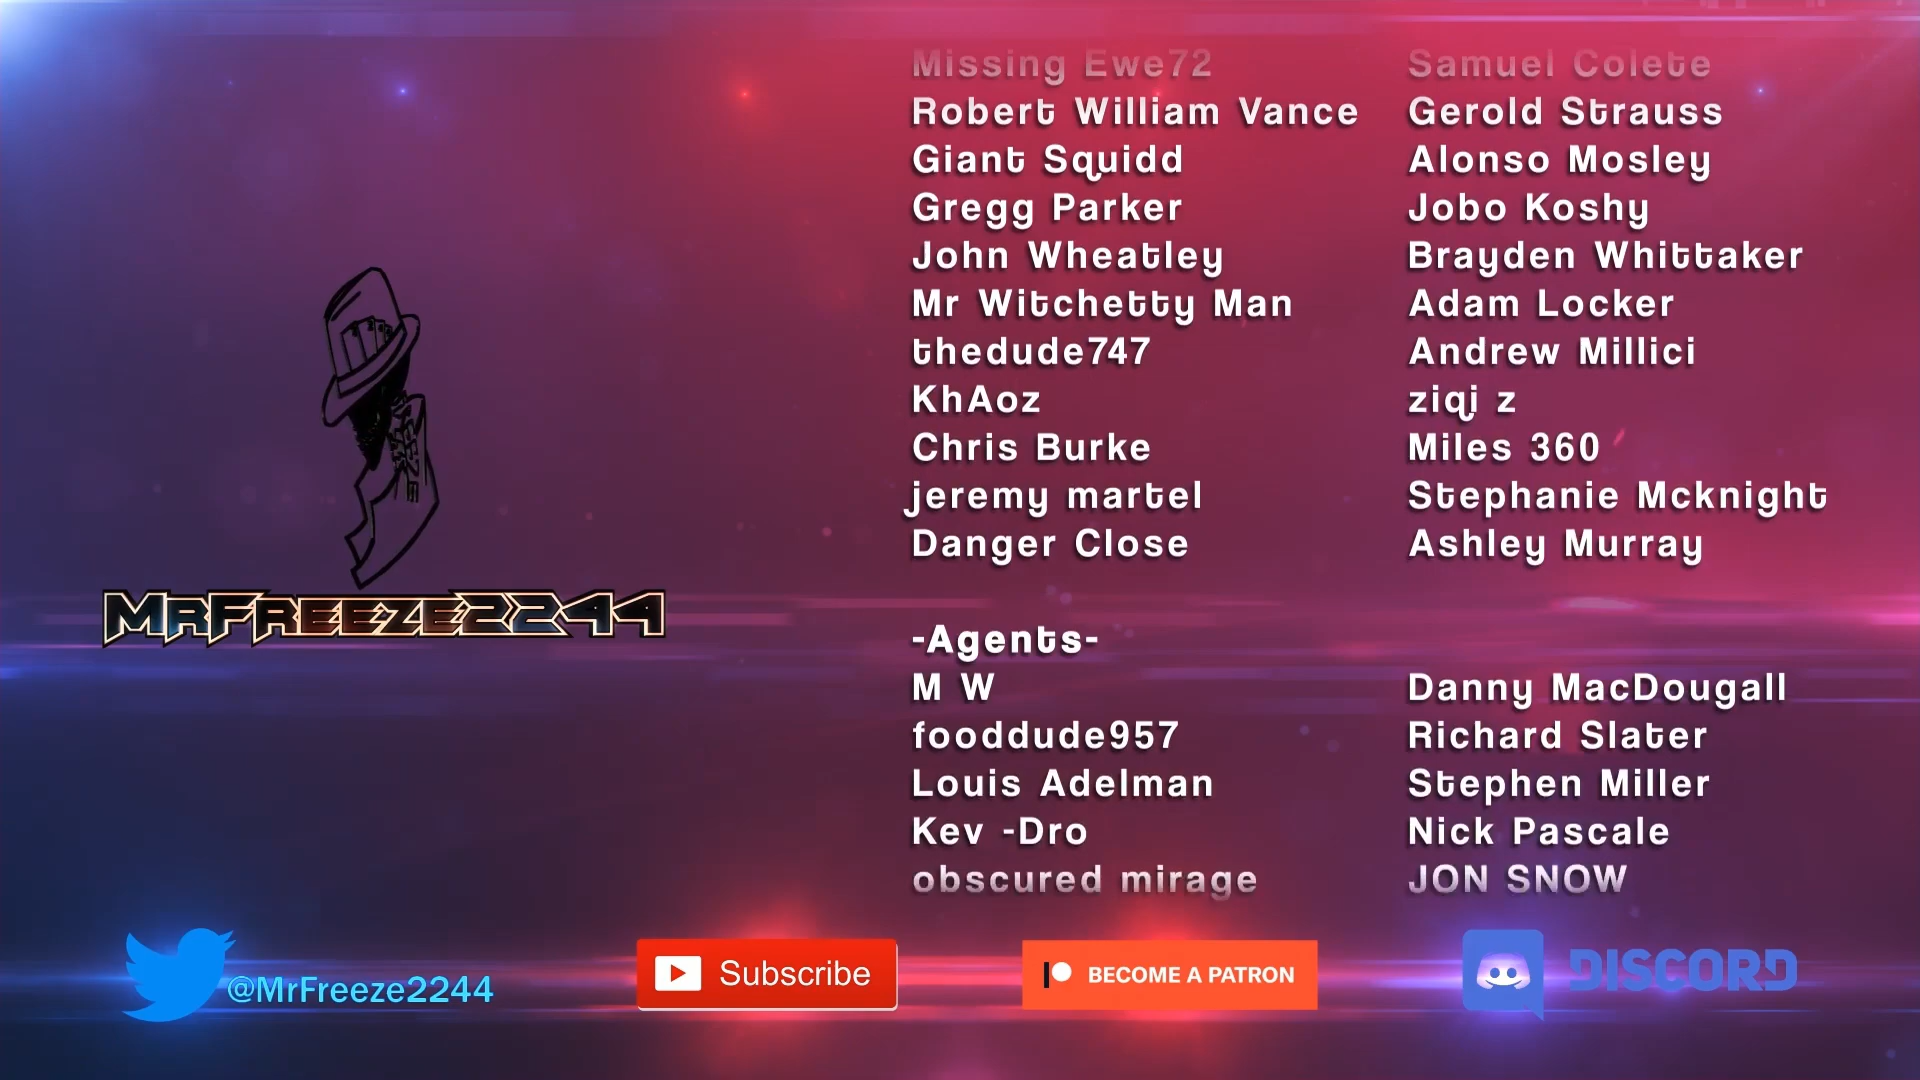 Missing Ewe72 Samuel Colete
Robert William Vance Gerold Strauss
Giant Squidd Alonso Mosley
Gregg Parker Jobo Koshy
John Wheatley Brayden Whittaker
Mr Witchetty Man Adam Locker
thedude747 Andrew Millici
KhAoz ziqi z
Chris Burke Miles 360
jeremy martel Stephanie Mcknight
Danger Close Ashley Murray
MrFreeze2244
-Agents-
M W Danny MacDougall
fooddude957 Richard Slater
Louis Adelman Stephen Miller
Kev -Dro Nick Pascale
obscured mirage JON SNOW
@MrFreeze2244
Subscribe
BECOME A PATRON
DISCORD